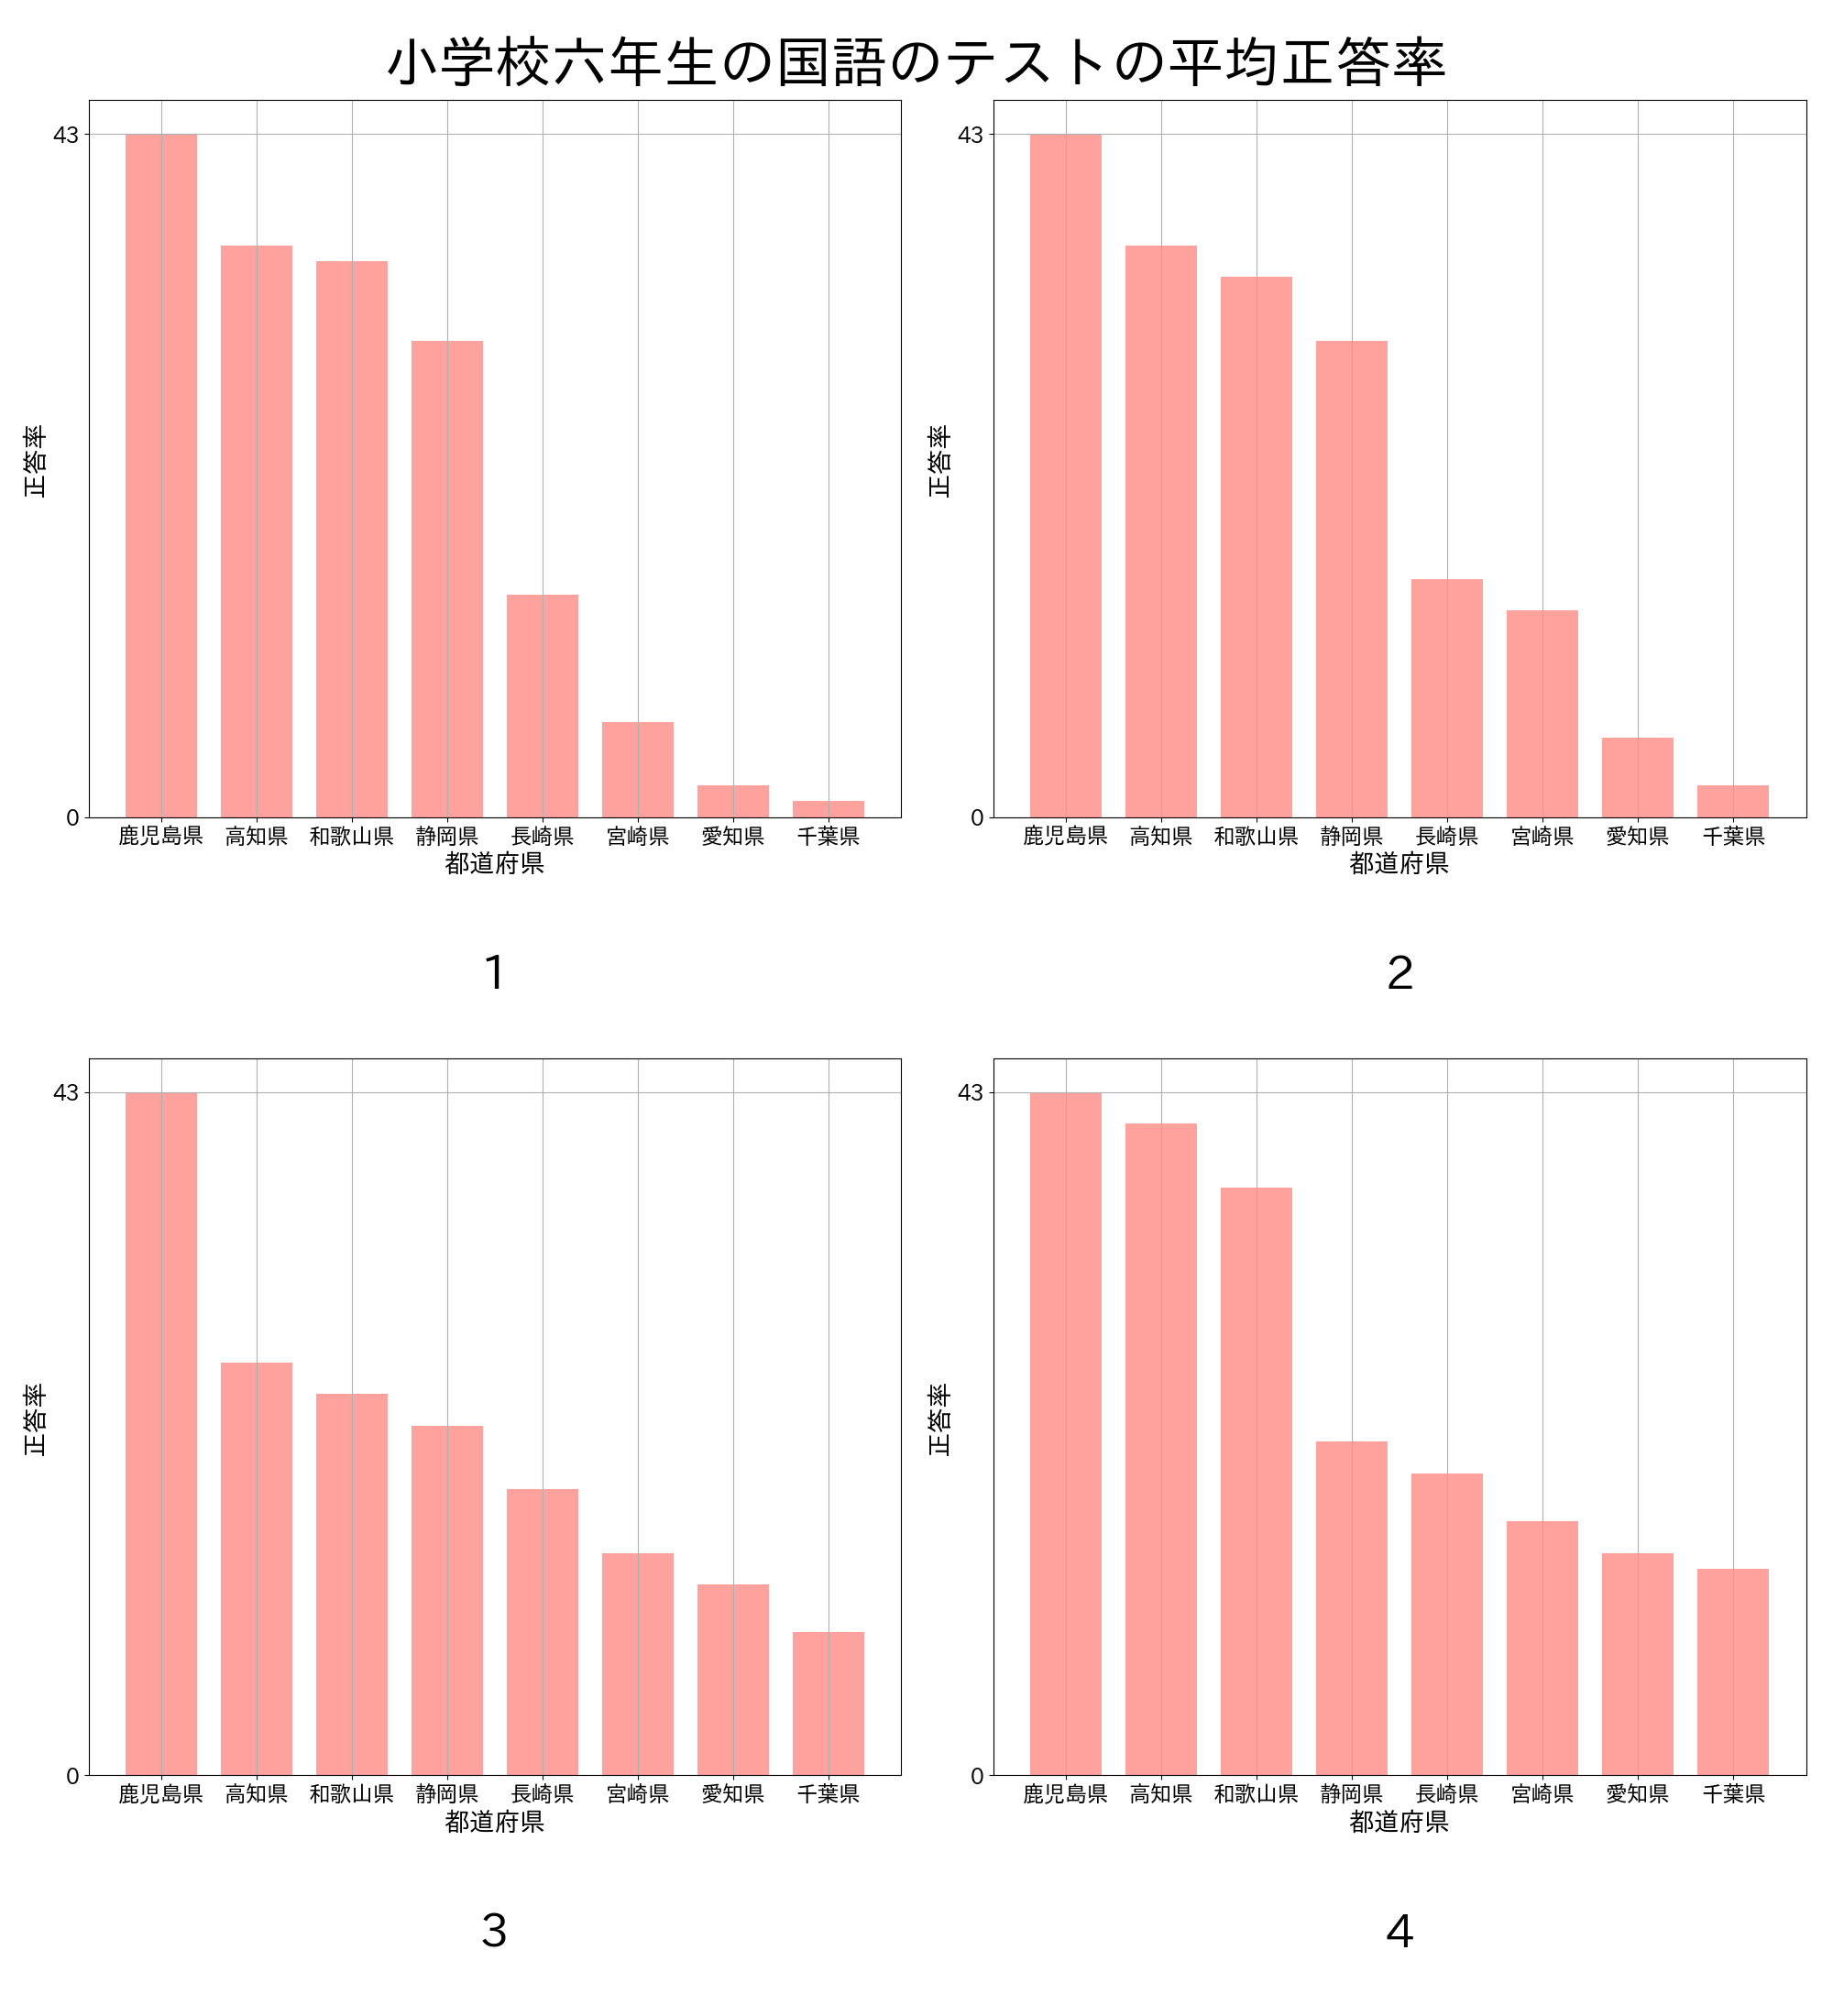 小学校六年生の国語のテストの平均正答率
43
0
正答率
鹿児島県 高知県 和歌山県 静岡県 長崎県 宮崎県 愛知県 千葉県
都道府県
1
43
0
正答率
鹿児島県 高知県 和歌山県 静岡県 長崎県 宮崎県 愛知県 千葉県
都道府県
2
43
0
正答率
鹿児島県 高知県 和歌山県 静岡県 長崎県 宮崎県 愛知県 千葉県
都道府県
3
43
0
正答率
鹿児島県 高知県 和歌山県 静岡県 長崎県 宮崎県 愛知県 千葉県
都道府県
4